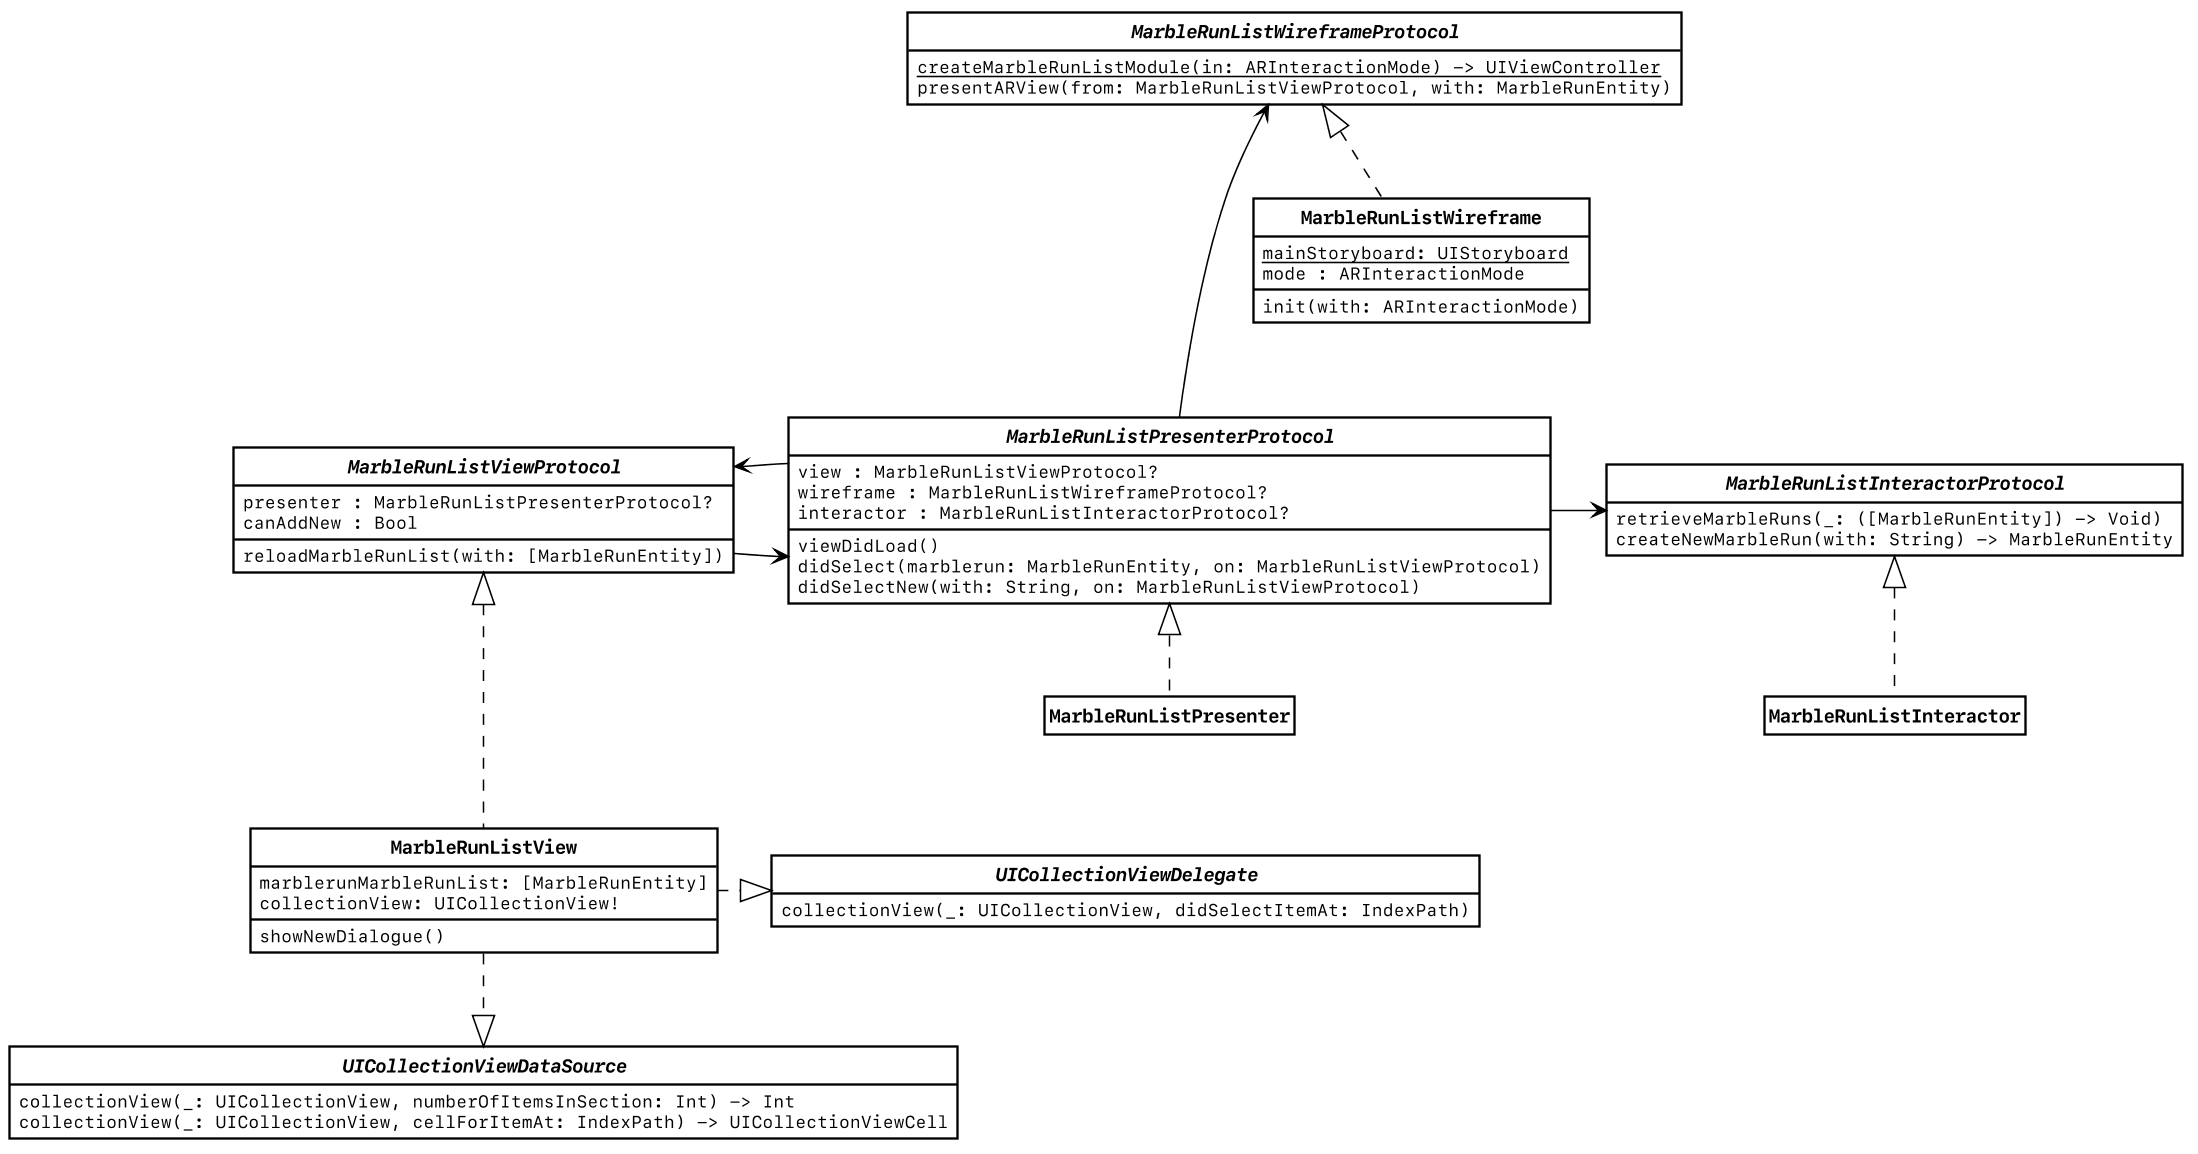 MarbleRunListWireframeProtocol
createMarbleRunListModule(in: ARInteractionMode) -> UIViewController
presentARView(from: MarbleRunListViewProtocol, with: MarbleRunEntity)
MarbleRunListWireframe
mainStoryboard: UIStoryboard
mode : ARInteractionMode
init(with: ARInteractionMode)
MarbleRunListViewProtocol
presenter : MarbleRunListPresenterProtocol?
canAddNew : Bool
reloadMarbleRunList(with: [MarbleRunEntity])
MarbleRunListPresenterProtocol
view : MarbleRunListViewProtocol?
wireframe : MarbleRunListWireframeProtocol?
interactor : MarbleRunListInteractorProtocol?
viewDidLoad()
didSelect(marblerun: MarbleRunEntity, on: MarbleRunListViewProtocol)
didSelectNew(with: String, on: MarbleRunListViewProtocol)
MarbleRunListInteractorProtocol
retrieveMarbleRuns(_: ([MarbleRunEntity]) -> Void)
createNewMarbleRun(with: String) -> MarbleRunEntity
MarbleRunListPresenter
MarbleRunListInteractor
MarbleRunListView
marblerunMarbleRunList: [MarbleRunEntity]
collectionView: UICollectionView!
showNewDialogue()
UICollectionViewDelegate
collectionView(_: UICollectionView, didSelectItemAt: IndexPath)
UICollectionViewDataSource
collectionView(_: UICollectionView, numberOfItemsInSection: Int) -> Int
collectionView(_: UICollectionView, cellForItemAt: IndexPath) -> UICollectionViewCell